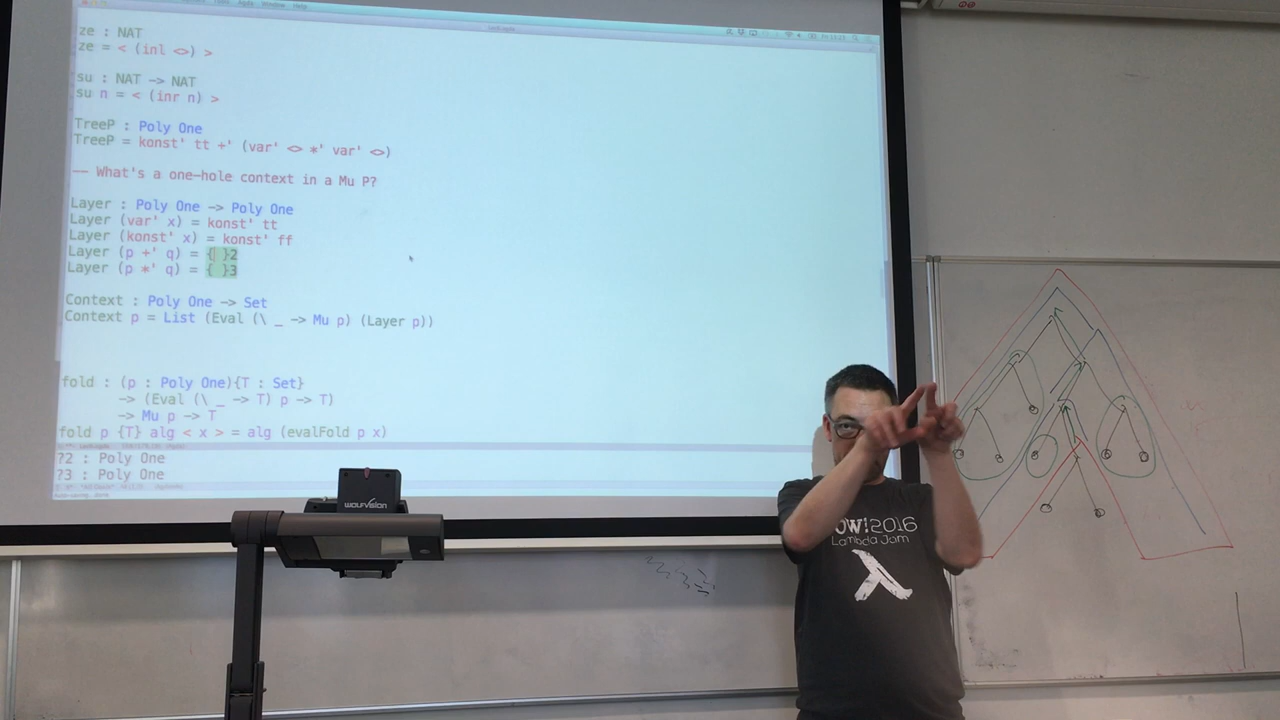 ze : NAT
ze = < (inl <>) >
su : NAT -> NAT
su n = < (inr n) >
TreeP : Poly One
TreeP = konst' tt +' (var' <> *' var' <>)
-- What's a one-hole context in a Mu P?
Layer : Poly One -> Poly One
Layer (var' x) = konst' tt
Layer (konst' x) = konst' ff
Layer (p +' q) = { }2
Layer (p *' q) = { }3
Context : Poly One -> Set
Context p = List (Eval (\ _ -> Mu p) (Layer p))
fold : (p : Poly One){T : Set}
-> (Eval (\ _ -> T) p -> T)
-> Mu p -> T
fold p {T} alg < x > = alg (evalFold p x)
?2 : Poly One
?3 : Poly One
wolfvision
OW!2016
Lambda Jam
λ